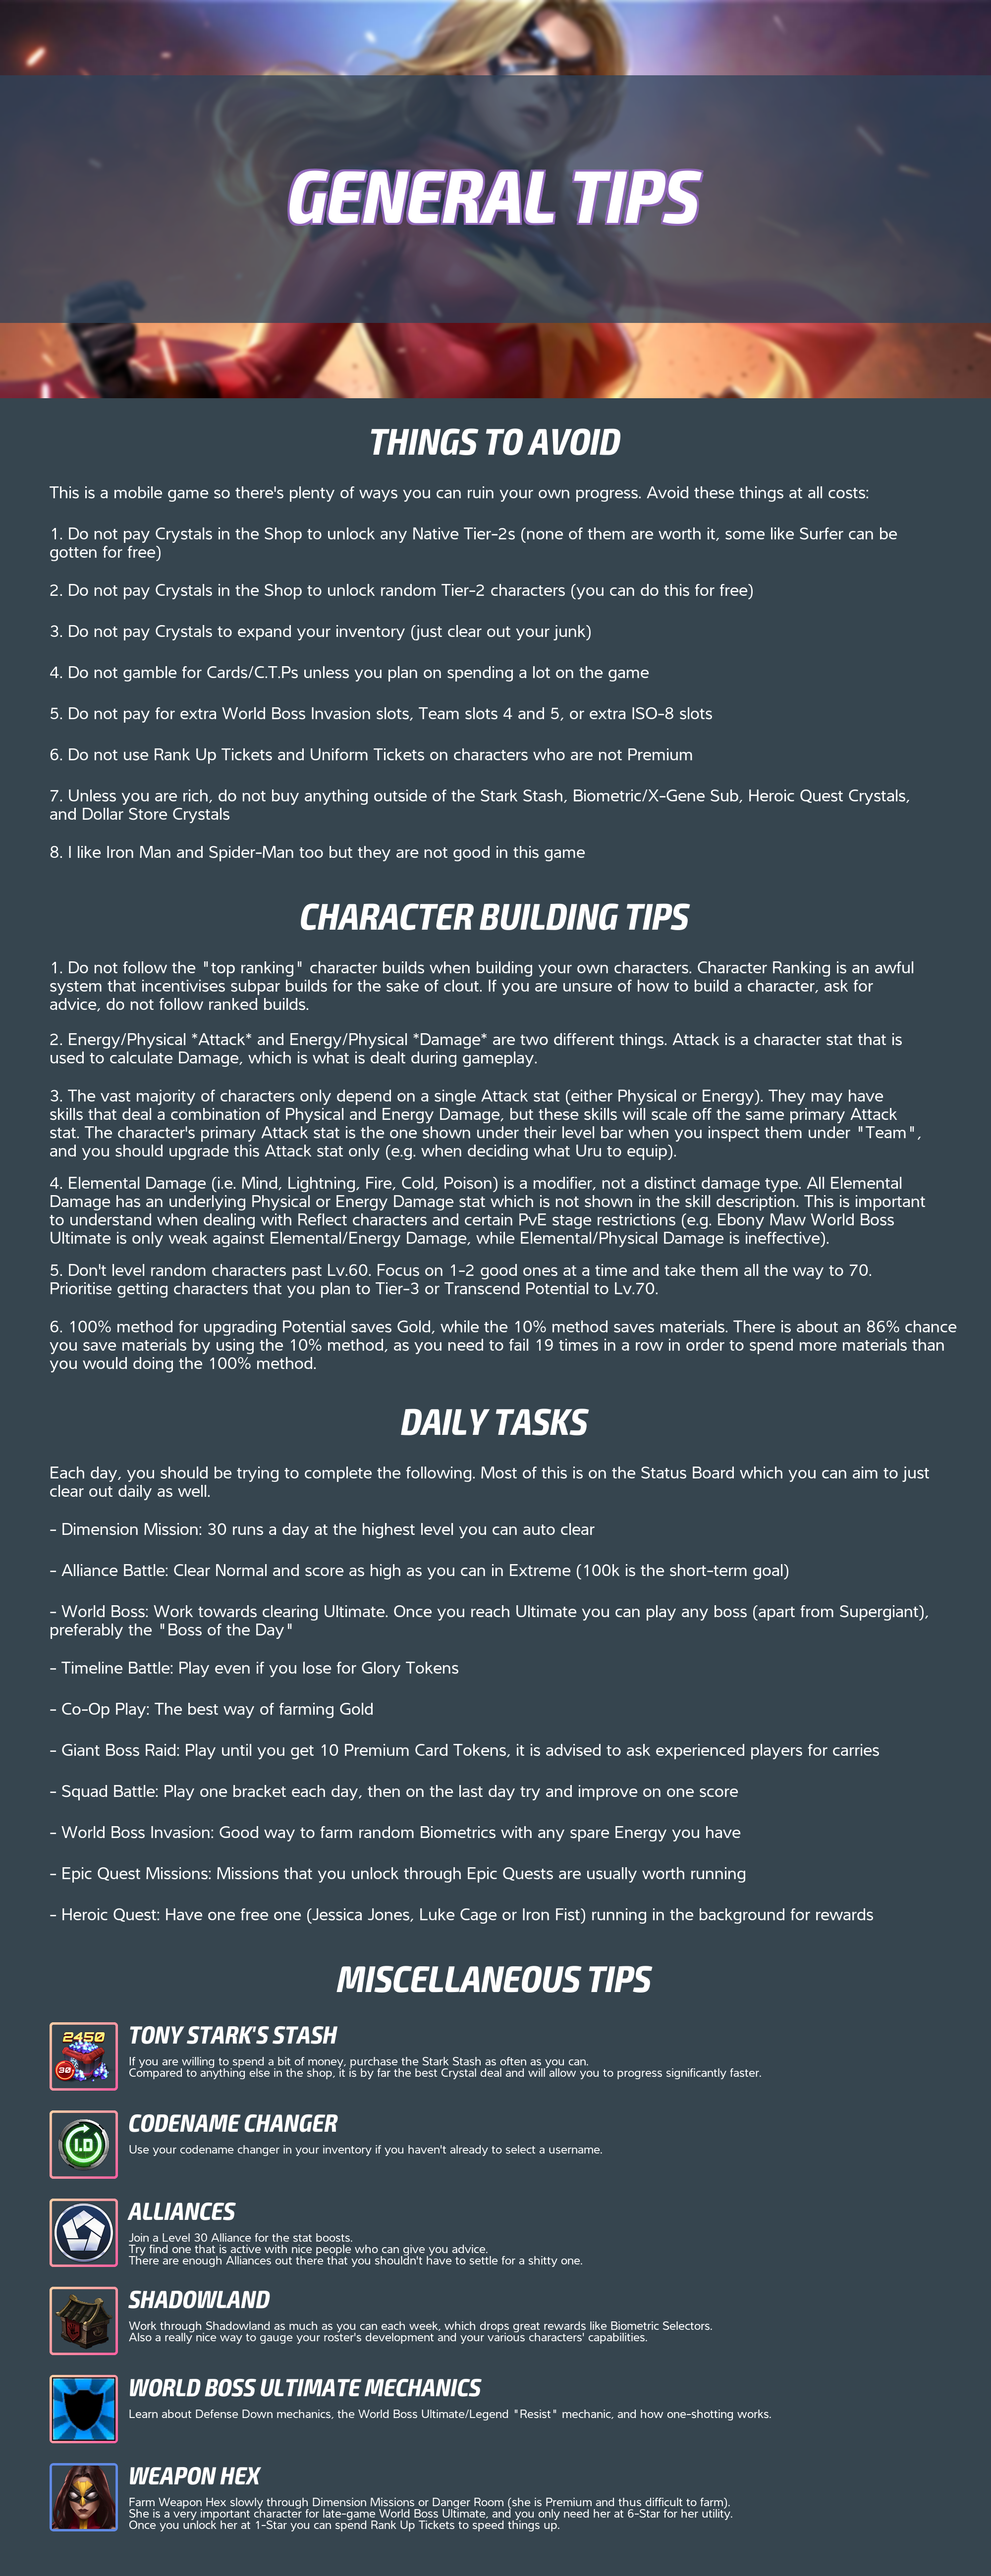 GENERAL TIPS
THINGS TO AVOID
This is a mobile game so there's plenty of ways you can ruin your own progress. Avoid these things at all costs:
1. Do not pay Crystals in the Shop to unlock any Native Tier-2s (none of them are worth it, some like Surfer can be
gotten for free)
2. Do not pay Crystals in the Shop to unlock random Tier-2 characters (you can do this for free)
3. Do not pay Crystals to expand your inventory (just clear out your junk)
4. Do not gamble for Cards/C.T.Ps unless you plan on spending a lot on the game
5. Do not pay for extra World Boss Invasion slots, Team slots 4 and 5, or extra ISO-8 slots
6. Do not use Rank Up Tickets and Uniform Tickets on characters who are not Premium
7. Unless you are rich, do not buy anything outside of the Stark Stash, Biometric/X-Gene Sub, Heroic Quest Crystals,
and Dollar Store Crystals
8. I like Iron Man and Spider-Man too but they are not good in this game
CHARACTER BUILDING TIPS
1. Do not follow the "top ranking" character builds when building your own characters. Character Ranking is an awful
system that incentivises subpar builds for the sake of clout. If you are unsure of how to build a character, ask for
advice, do not follow ranked builds.
2. Energy/Physical *Attack* and Energy/Physical *Damage* are two different things. Attack is a character stat that is
used to calculate Damage, which is what is dealt during gameplay.
3. The vast majority of characters only depend on a single Attack stat (either Physical or Energy). They may have
skills that deal a combination of Physical and Energy Damage, but these skills will scale off the same primary Attack
stat. The character's primary Attack stat is the one shown under their level bar when you inspect them under "Team",
and you should upgrade this Attack stat only (e.g. when deciding what Uru to equip).
4. Elemental Damage (i.e. Mind, Lightning, Fire, Cold, Poison) is a modifier, not a distinct damage type. All Elemental
Damage has an underlying Physical or Energy Damage stat which is not shown in the skill description. This is important
to understand when dealing with Reflect characters and certain PvE stage restrictions (e.g. Ebony Maw World Boss
Ultimate is only weak against Elemental/Energy Damage, while Elemental/Physical Damage is ineffective).
5. Don't level random characters past Lv.60. Focus on 1-2 good ones at a time and take them all the way to 70.
Prioritise getting characters that you plan to Tier-3 or Transcend Potential to Lv.70.
6. 100% method for upgrading Potential saves Gold, while the 10% method saves materials. There is about an 86% chance
you save materials by using the 10% method, as you need to fail 19 times in a row in order to spend more materials than
you would doing the 100% method.
DAILY TASKS
Each day, you should be trying to complete the following. Most of this is on the Status Board which you can aim to just
clear out daily as well.
- Dimension Mission: 30 runs a day at the highest level you can auto clear
- Alliance Battle: Clear Normal and score as high as you can in Extreme (100k is the short-term goal)
- World Boss: Work towards clearing Ultimate. Once you reach Ultimate you can play any boss (apart from Supergiant),
preferably the "Boss of the Day"
- Timeline Battle: Play even if you lose for Glory Tokens
- Co-Op Play: The best way of farming Gold
- Giant Boss Raid: Play until you get 10 Premium Card Tokens, it is advised to ask experienced players for carries
- Squad Battle: Play one bracket each day, then on the last day try and improve on one score
- World Boss Invasion: Good way to farm random Biometrics with any spare Energy you have
- Epic Quest Missions: Missions that you unlock through Epic Quests are usually worth running
- Heroic Quest: Have one free one (Jessica Jones, Luke Cage or Iron Fist) running in the background for rewards
MISCELLANEOUS TIPS
2450
30
TONY STARK'S STASH
If you are willing to spend a bit of money, purchase the Stark Stash as often as you can.
Compared to anything else in the shop, it is by far the best Crystal deal and will allow you to progress significantly faster.
1.0
CODENAME CHANGER
Use your codename changer in your inventory if you haven't already to select a username.
ALLIANCES
Join a Level 30 Alliance for the stat boosts.
Try find one that is active with nice people who can give you advice.
There are enough Alliances out there that you shouldn't have to settle for a shitty one.
SHADOWLAND
Work through Shadowland as much as you can each week, which drops great rewards like Biometric Selectors.
Also a really nice way to gauge your roster's development and your various characters' capabilities.
WORLD BOSS ULTIMATE MECHANICS
Learn about Defense Down mechanics, the World Boss Ultimate/Legend "Resist" mechanic, and how one-shotting works.
WEAPON HEX
Farm Weapon Hex slowly through Dimension Missions or Danger Room (she is Premium and thus difficult to farm).
She is a very important character for late-game World Boss Ultimate, and you only need her at 6-Star for her utility.
Once you unlock her at 1-Star you can spend Rank Up Tickets to speed things up.